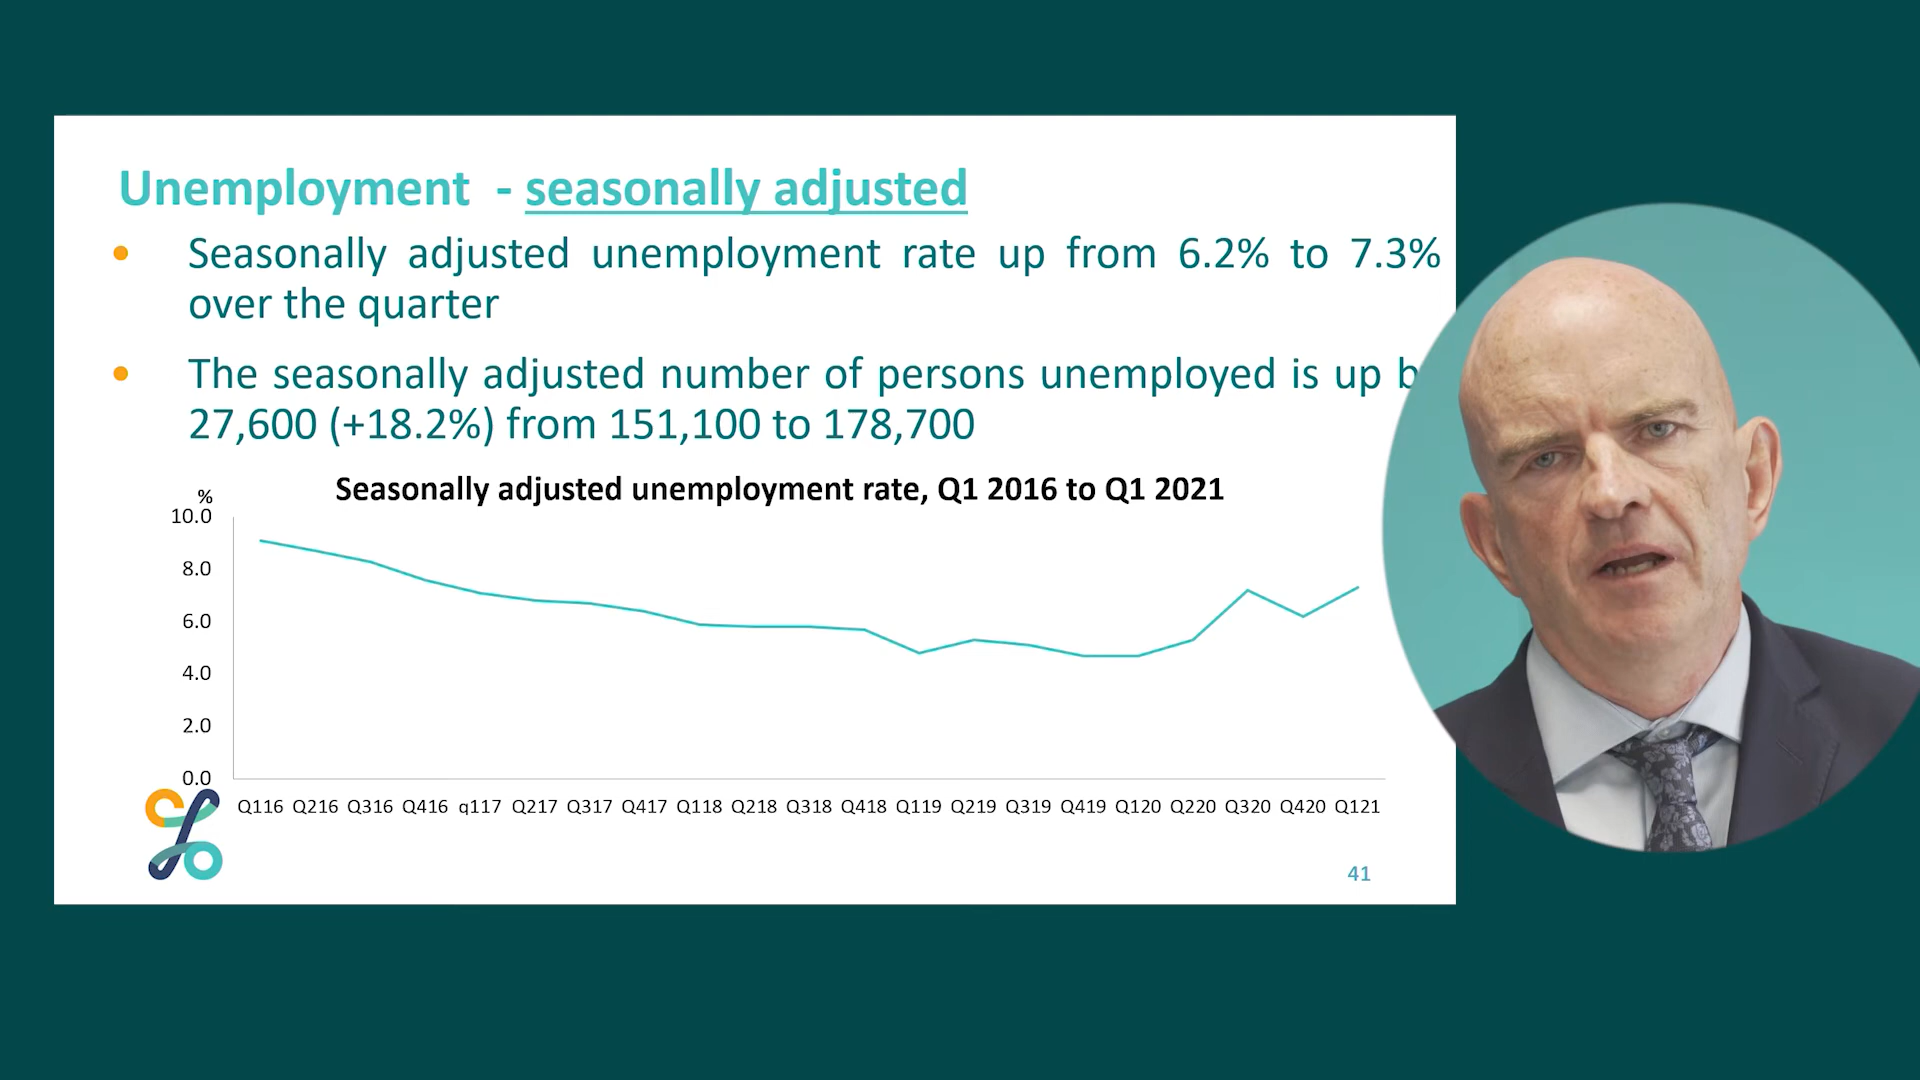 Unemployment - seasonally adjusted
• Seasonally adjusted unemployment rate up from 6.2% to 7.3%
over the quarter
• The seasonally adjusted number of persons unemployed is up
27,600 (+18.2%) from 151,100 to 178,700
Seasonally adjusted unemployment rate, Q1 2016 to Q1 2021
%
10.0
8.0
6.0
4.0
2.0
0.0
Q116 Q216 Q316 Q416 q117 Q217 Q317 Q417 Q118 Q218 Q318 Q418 Q119 Q219 Q319 Q419 Q120 Q220 Q320 Q420 Q121
41